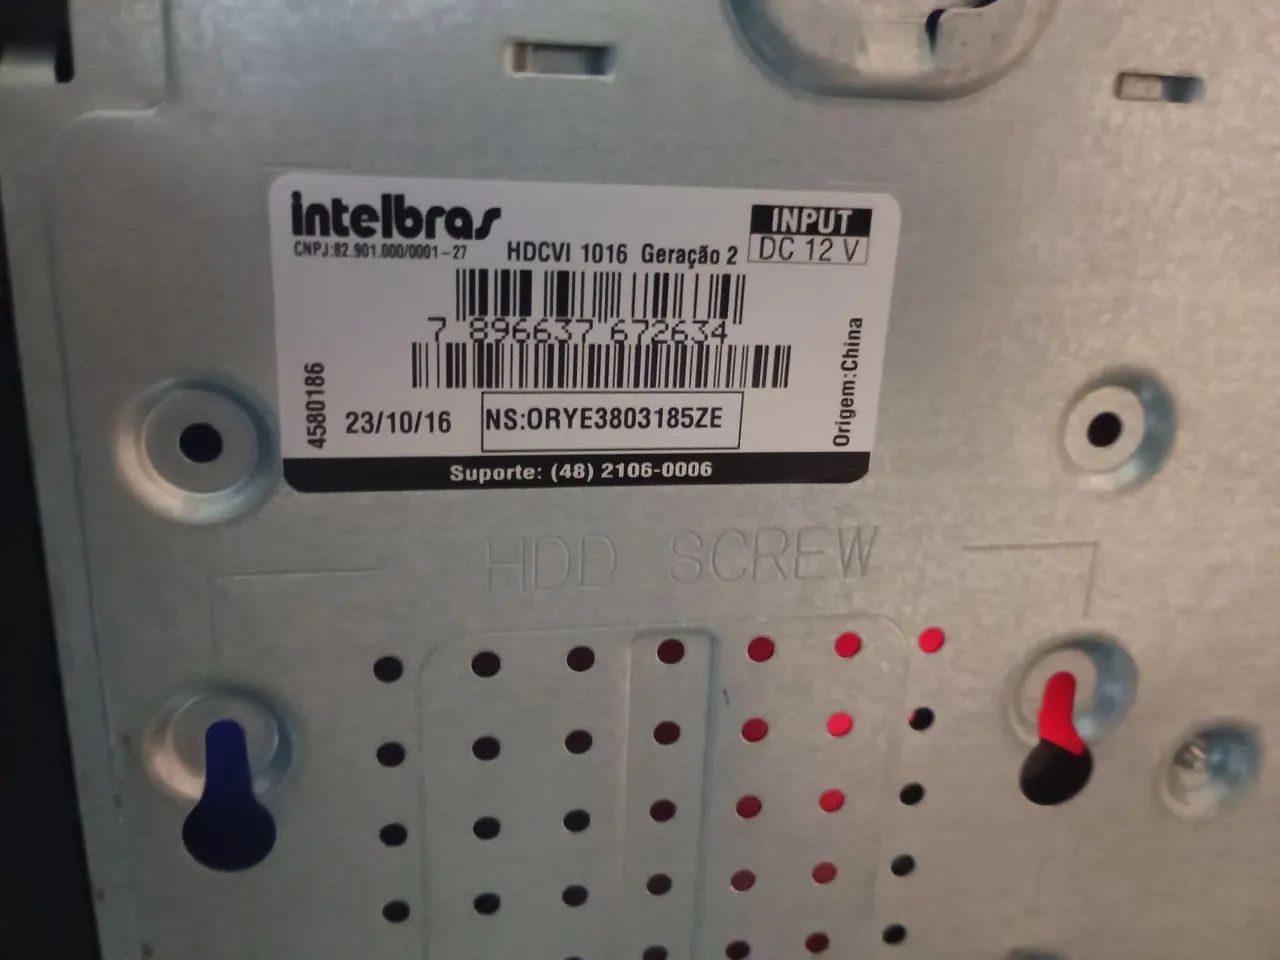 intelbras
CNPJ:82.901.000/0001-27
HDCVI 1016 Geração 2
INPUT
DC 12 V
7 896637 672634
4580186
23/10/16
NS:ORYE3803185ZE
Origem:China
Suporte: (48) 2106-0006
HDD SCREW